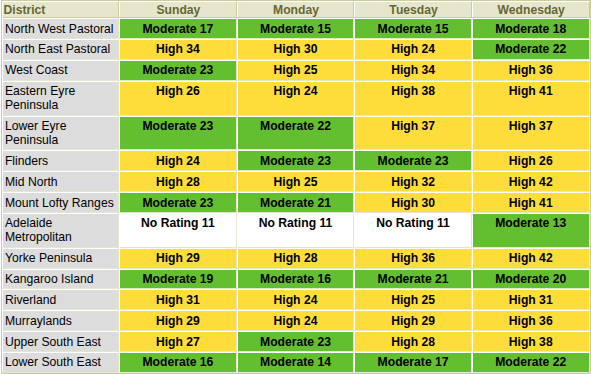 District Sunday Monday Tuesday Wednesday
North West Pastoral Moderate 17 Moderate 15 Moderate 15 Moderate 18
North East Pastoral High 34 High 30 High 24 Moderate 22
West Coast Moderate 23 High 25 High 34 High 36
Eastern Eyre High 26 High 24 High 38 High 41
Peninsula
Lower Eyre Moderate 23 Moderate 22 High 37 High 37
Peninsula
Flinders High 24 Moderate 23 Moderate 23 High 26
Mid North High 28 High 25 High 32 High 42
Mount Lofty Ranges Moderate 23 Moderate 21 High 30 High 41
Adelaide No Rating 11 No Rating 11 No Rating 11 Moderate 13
Metropolitan
Yorke Peninsula High 29 High 28 High 36 High 42
Kangaroo Island Moderate 19 Moderate 16 Moderate 21 Moderate 20
Riverland High 31 High 24 High 25 High 31
Murraylands High 29 High 24 High 29 High 36
Upper South East High 27 Moderate 23 High 28 High 38
Lower South East Moderate 16 Moderate 14 Moderate 17 Moderate 22